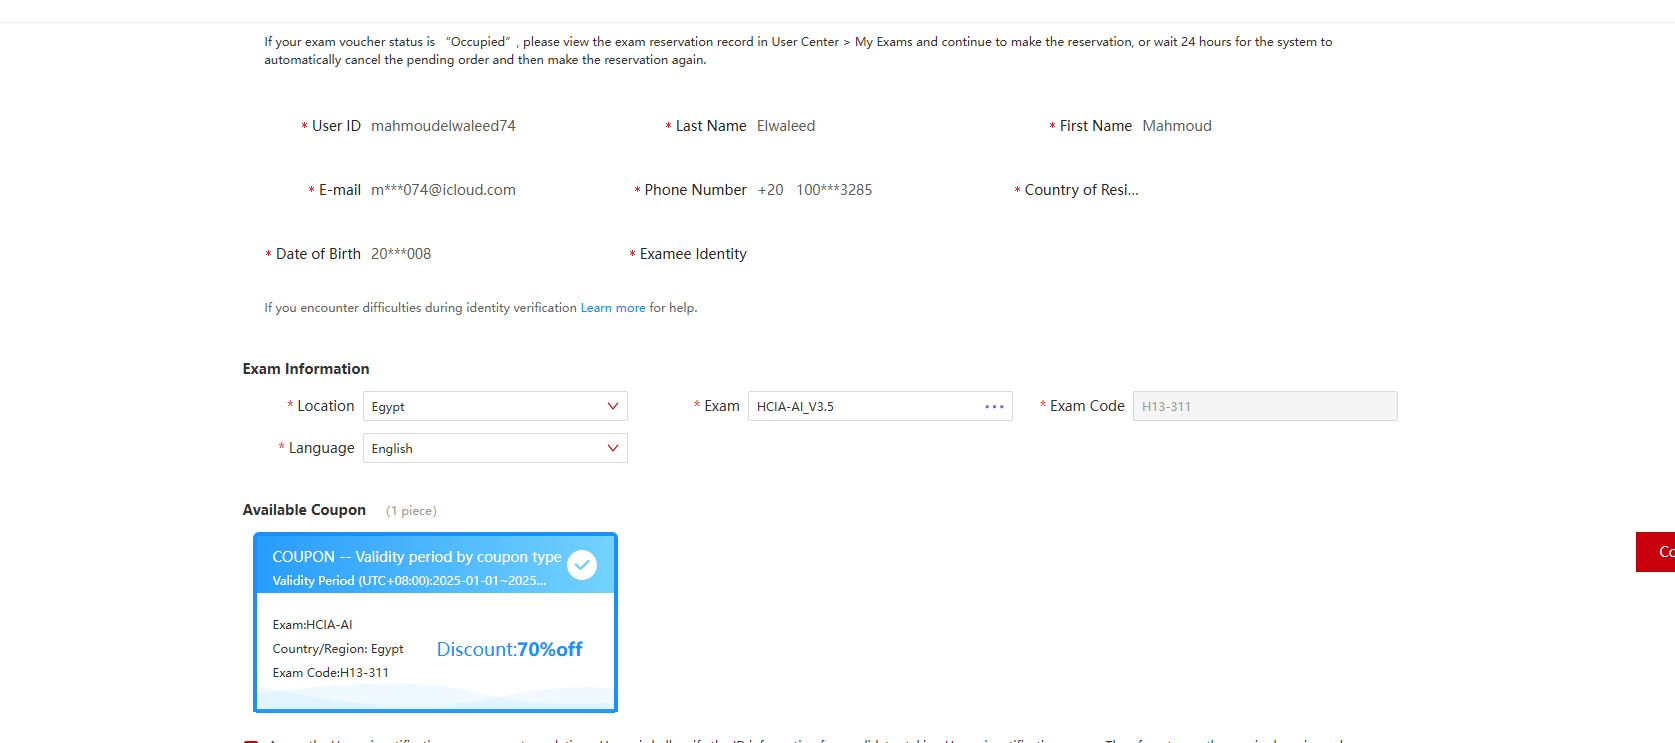 If your exam voucher status is “Occupied”, please view the exam reservation record in User Center > My Exams and continue to make the reservation, or wait 24 hours for the system to
automatically cancel the pending order and then make the reservation again.
* User ID mahmoudelwaleed74 * Last Name Elwaleed * First Name Mahmoud
* E-mail m***074@icloud.com * Phone Number +20 100***3285 * Country of Resi...
* Date of Birth 20***008 * Examee Identity
If you encounter difficulties during identity verification Learn more for help.
Exam Information
* Location Egypt * Exam HCIA-AI_V3.5 ••• * Exam Code H13-311
* Language English
Available Coupon (1 piece)
COUPON -- Validity period by coupon type
Validity Period (UTC+08:00):2025-01-01~2025...
Co
Exam:HCIA-AI
Country/Region: Egypt
Discount:70%off
Exam Code:H13-311